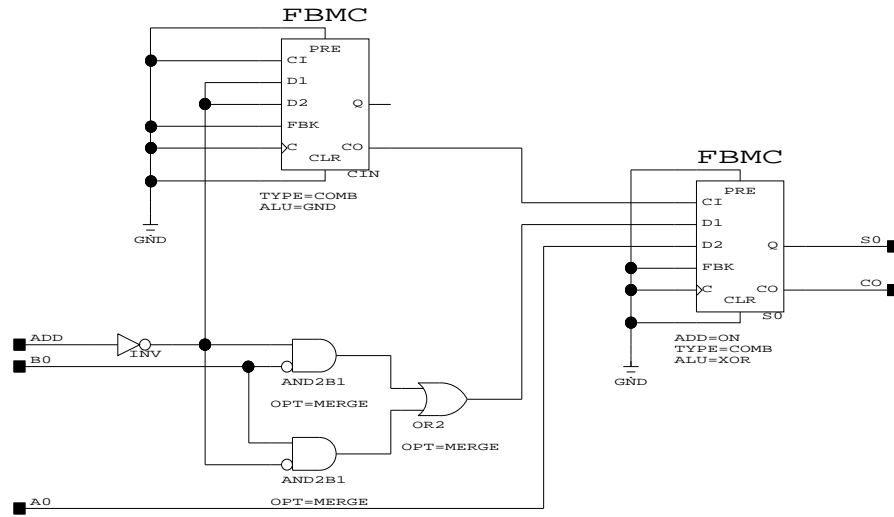 FBMC
PRE
CI
D1
D2
Q
FBK
C
CO
CLR
CIN
TYPE=COMB
ALU=GND
GND
FBMC
PRE
CI
D1
D2
Q
S0
FBK
C
CO
CO
CLR
S0
ADD=ON
TYPE=COMB
ALU=XOR
GND
ADD
INV
B0
AND2B1
OPT=MERGE
OR2
OPT=MERGE
AND2B1
A0
OPT=MERGE